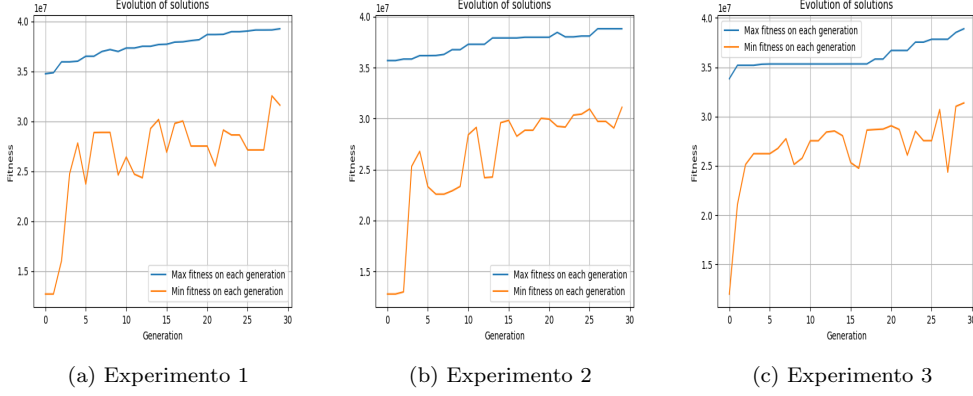 Evolution of solutions
1e7
4.0
3.5
3.0
2.5
2.0
1.5
Fitness
Max fitness on each generation
Min fitness on each generation
0 5 10 15 20 25 30
Generation
(a) Experimento 1
Evolution of solutions
1e7
4.0
3.5
3.0
2.5
2.0
1.5
Fitness
Max fitness on each generation
Min fitness on each generation
0 5 10 15 20 25 30
Generation
(b) Experimento 2
Evolution of solutions
1e7
4.0
3.5
3.0
2.5
2.0
1.5
Fitness
Max fitness on each generation
Min fitness on each generation
0 5 10 15 20 25 30
Generation
(c) Experimento 3